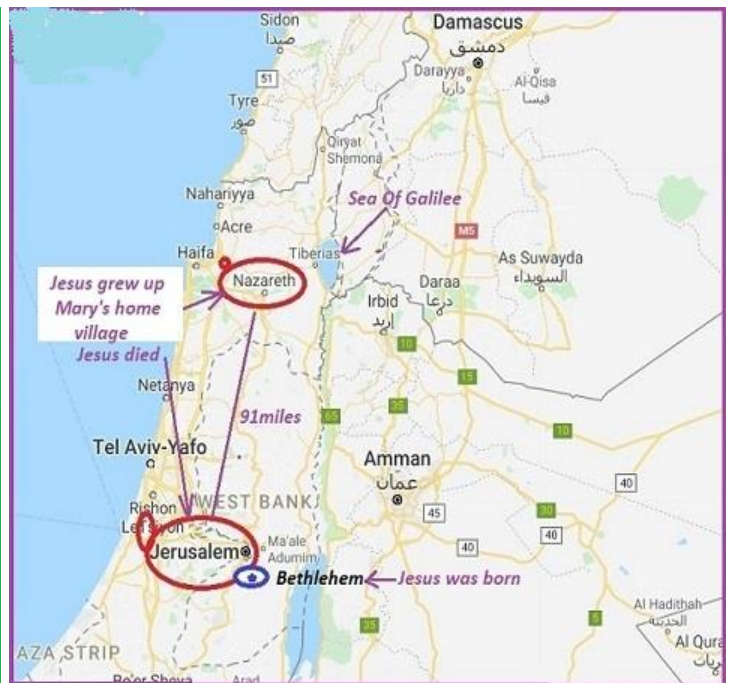 Sidon
صيدا
Damascus
دمشق
Darayya
داريا
Al-Qisa
قيسا
51
Tyre
صور
Qiryat
Shemona
Nahariyya
Acre
Sea Of Galilee
M5
Haifa
Tiberias
As Suwayda
السويداء
Nazareth
Daraa
درعا
Irbid
إربد
Jesus grew up
Mary's home
village
Jesus died
10
15
Netanya
65
35
91miles
10
Tel Aviv-Yafo
Amman
عمّان
40
Rishon
WEST BANK
45
30
40
40
Jerusalem
Ma'ale
Adumim
Bethlehem
Jesus was born
Al Hadithah
الحديثة
35
5
Al Qura
AZA STRIP
Be'er Sheva
Arad